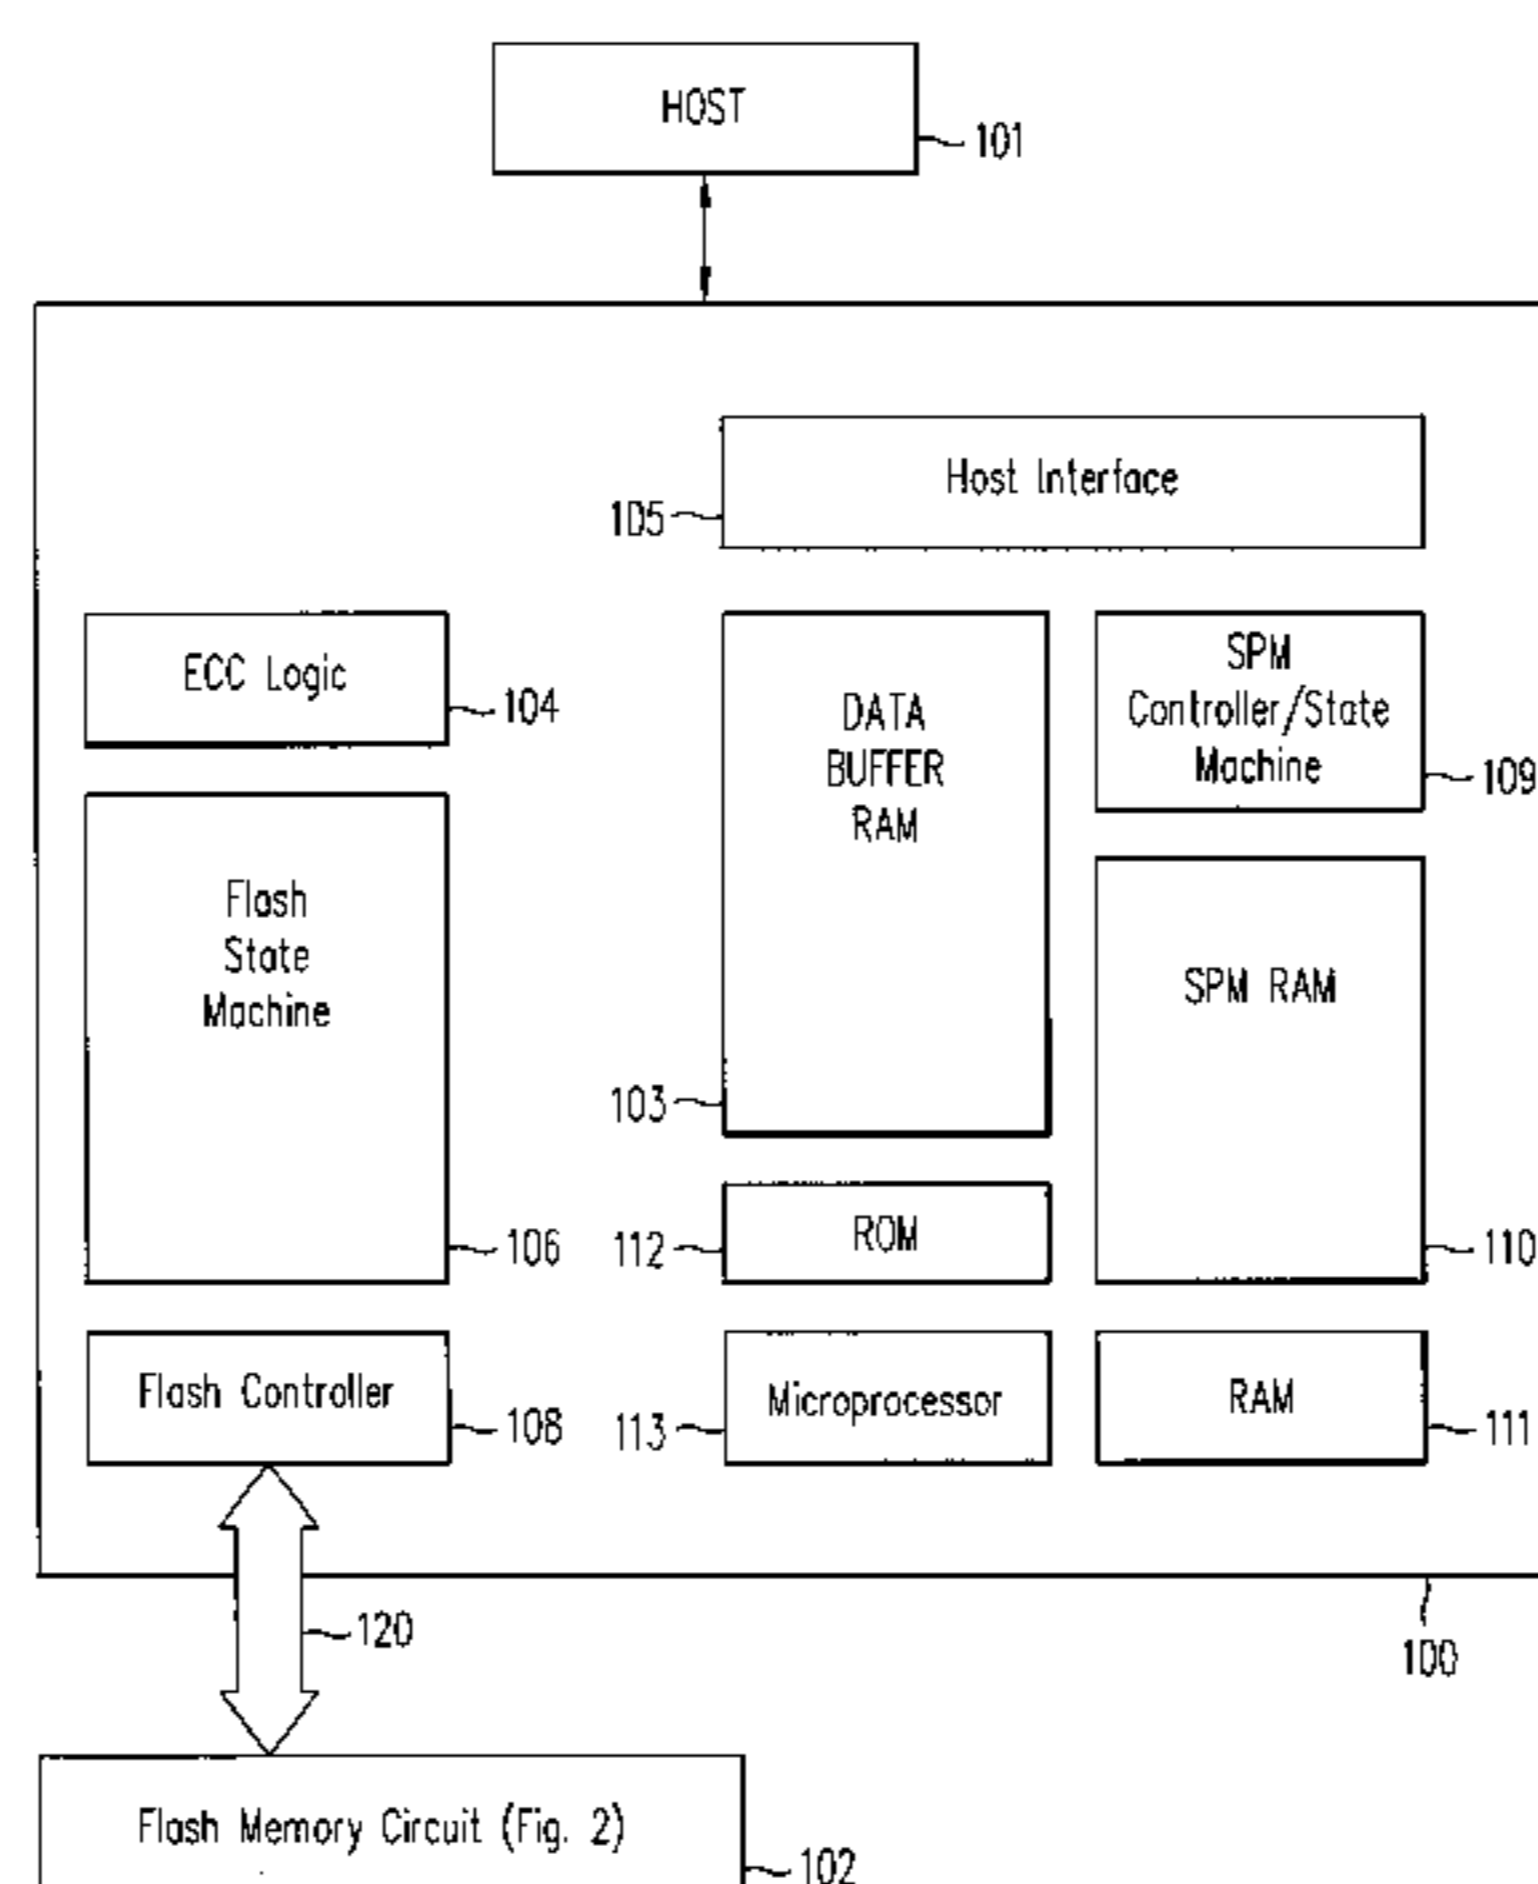 HOST
101
Host Interface
105
ECC Logic
104
DATA
BUFFER
RAM
103
SPM
Controller/State
Machine
109
Flash
State
Machine
106
SPM RAM
110
ROM
112
Flash Controller
108
Microprocessor
113
RAM
111
120
100
Flash Memory Circuit (Fig. 2)
102